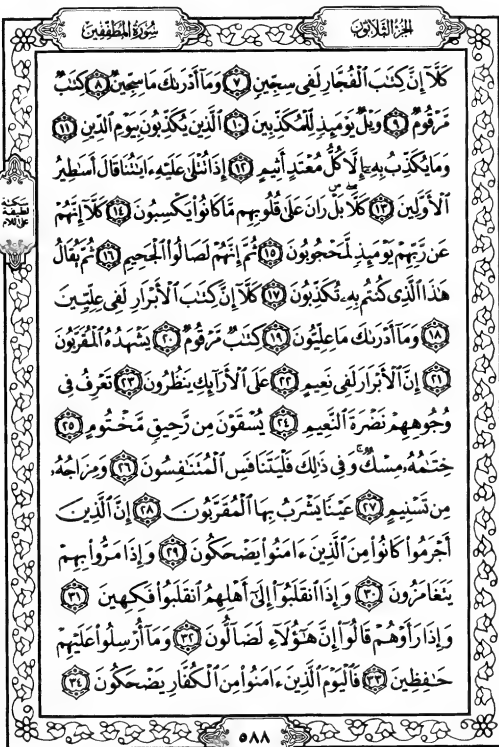 الجزء الثلاثون
سورة المطففين
كَلَّآ إِنَّ كِتَٰبَ ٱلْفُجَّارِ لَفِى سِجِّينٍ ٧ وَمَآ أَدْرَىٰكَ مَا سِجِّينٌ ٨ كِتَٰبٌ
مَّرْقُومٌ ٩ وَيْلٌ يَوْمَئِذٍ لِّلْمُكَذِّبِينَ ١٠ ٱلَّذِينَ يُكَذِّبُونَ بِيَوْمِ ٱلدِّينِ ١١
وَمَا يُكَذِّبُ بِهِۦٓ إِلَّا كُلُّ مُعْتَدٍ أَثِيمٍ ١٢ إِذَا تُتْلَىٰ عَلَيْهِ ءَايَٰتُنَا قَالَ أَسَٰطِيرُ
ٱلْأَوَّلِينَ ١٣ كَلَّا ۖ بَلْ ۜ رَانَ عَلَىٰ قُلُوبِهِم مَّا كَانُوا۟ يَكْسِبُونَ ١٤ كَلَّآ إِنَّهُمْ
عَن رَّبِّهِمْ يَوْمَئِذٍ لَّمَحْجُوبُونَ ١٥ ثُمَّ إِنَّهُمْ لَصَالُوا۟ ٱلْجَحِيمِ ١٦ ثُمَّ يُقَالُ
هَٰذَا ٱلَّذِى كُنتُم بِهِۦ تُكَذِّبُونَ ١٧ كَلَّآ إِنَّ كِتَٰبَ ٱلْأَبْرَارِ لَفِى عِلِّيِّينَ
١٨ وَمَآ أَدْرَىٰكَ مَا عِلِّيُّونَ ١٩ كِتَٰبٌ مَّرْقُومٌ ٢٠ يَشْهَدُهُ ٱلْمُقَرَّبُونَ
٢١ إِنَّ ٱلْأَبْرَارَ لَفِى نَعِيمٍ ٢٢ عَلَى ٱلْأَرَآئِكِ يَنظُرُونَ ٢٣ تَعْرِفُ فِى
وُجُوهِهِمْ نَضْرَةَ ٱلنَّعِيمِ ٢٤ يُسْقَوْنَ مِن رَّحِيقٍ مَّخْتُومٍ ٢٥
خِتَٰمُهُۥ مِسْكٌ ۚ وَفِى ذَٰلِكَ فَلْيَتَنَافَسِ ٱلْمُتَنَٰفِسُونَ ٢٦ وَمِزَاجُهُۥ
مِن تَسْنِيمٍ ٢٧ عَيْنًا يَشْرَبُ بِهَا ٱلْمُقَرَّبُونَ ٢٨ إِنَّ ٱلَّذِينَ
أَجْرَمُوا۟ كَانُوا۟ مِنَ ٱلَّذِينَ ءَامَنُوا۟ يَضْحَكُونَ ٢٩ وَإِذَا مَرُّوا۟ بِهِمْ
يَتَغَامَزُونَ ٣٠ وَإِذَا ٱنقَلَبُوٓا۟ إِلَىٰٓ أَهْلِهِمُ ٱنقَلَبُوا۟ فَكِهِينَ ٣١
وَإِذَا رَأَوْهُمْ قَالُوٓا۟ إِنَّ هَٰٓؤُلَآءِ لَضَآلُّونَ ٣٢ وَمَآ أُرْسِلُوا۟ عَلَيْهِمْ
حَٰفِظِينَ ٣٣ فَٱلْيَوْمَ ٱلَّذِينَ ءَامَنُوا۟ مِنَ ٱلْكُفَّارِ يَضْحَكُونَ ٣٤
سكتة
لطيفة
على اللام
٥٨٨